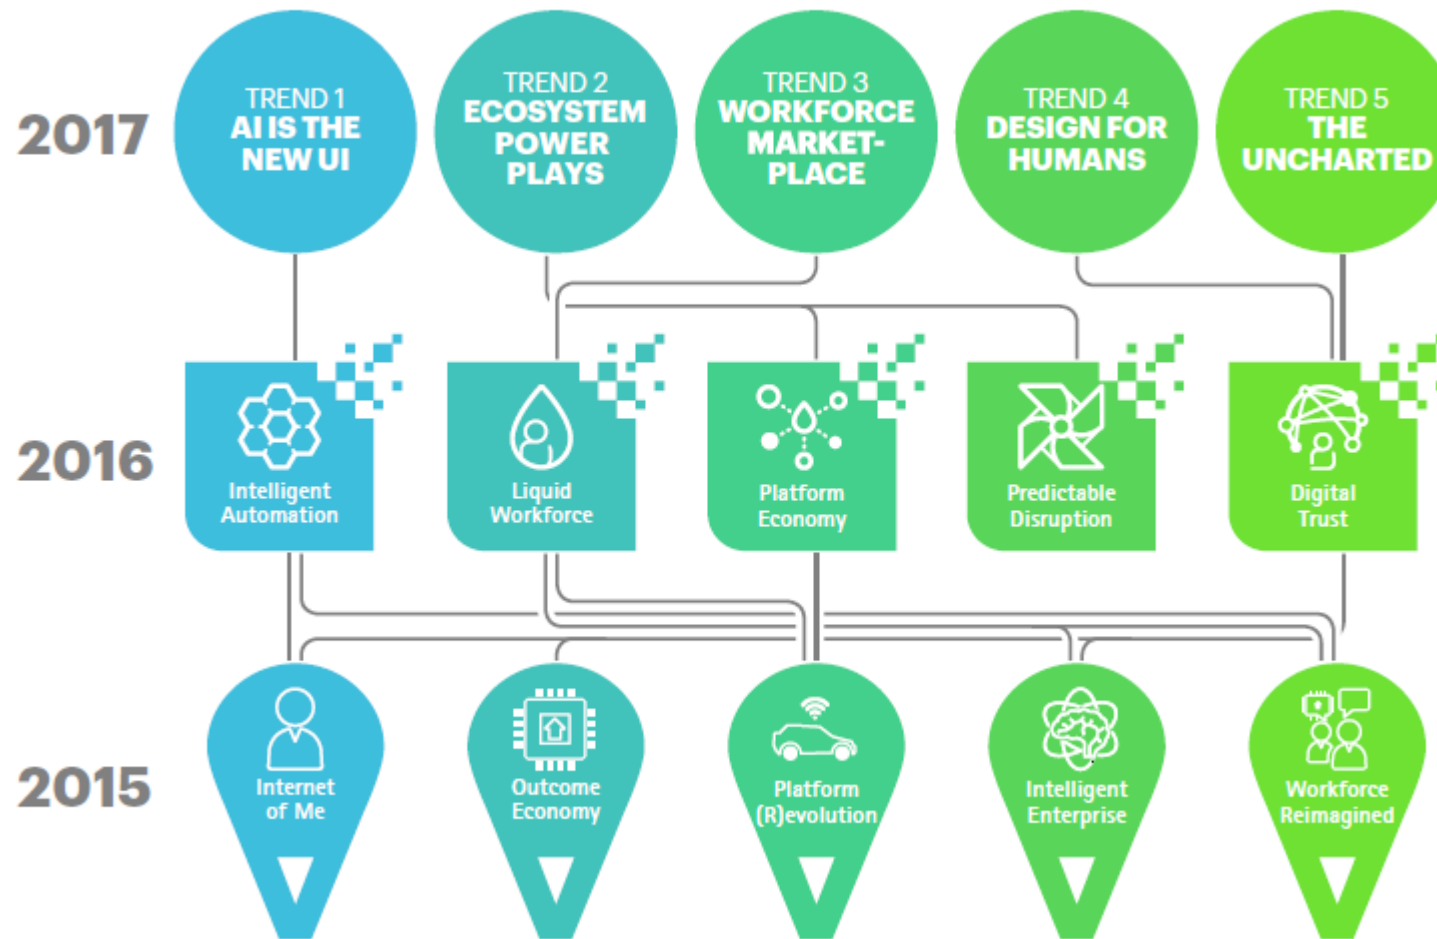 2017
TREND 1
AI IS THE
NEW UI
TREND 2
ECOSYSTEM
POWER
PLAYS
TREND 3
WORKFORCE
MARKET-
PLACE
TREND 4
DESIGN FOR
HUMANS
TREND 5
THE
UNCHARTED
2016
Intelligent
Automation
Liquid
Workforce
Platform
Economy
Predictable
Disruption
Digital
Trust
2015
Internet
of Me
Outcome
Economy
Platform
(R)evolution
Intelligent
Enterprise
Workforce
Reimagined